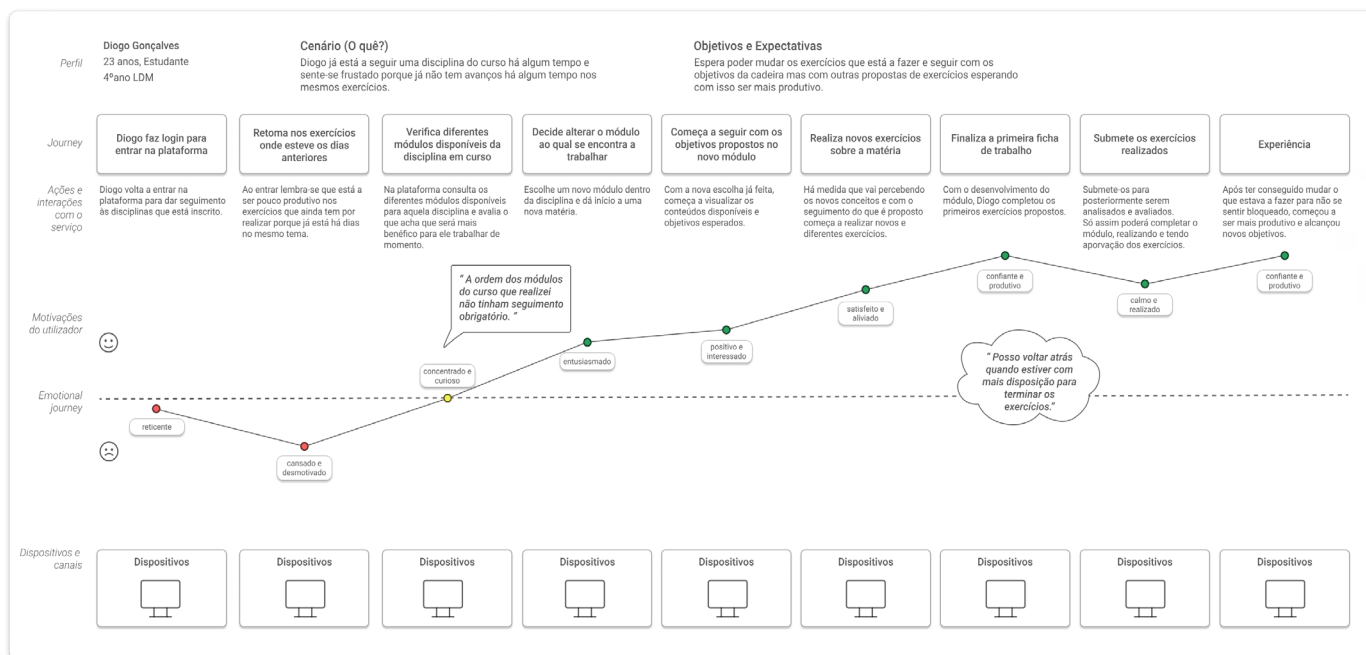 Perfil
Diogo Gonçalves
23 anos, Estudante
4ºano LDM
Cenário (O quê?)
Diogo já está a seguir uma disciplina do curso há algum tempo e
sente-se frustado porque já não tem avanços há algum tempo nos
mesmos exercícios.
Objetivos e Expectativas
Espera poder mudar os exercícios que está a fazer e seguir com os
objetivos da cadeira mas com outras propostas de exercícios esperando
com isso ser mais produtivo.
Journey
Diogo faz login para
entrar na plataforma
Retoma nos exercícios
onde esteve os dias
anteriores
Verifica diferentes
módulos disponíveis da
disciplina em curso
Decide alterar o módulo
ao qual se encontra a
trabalhar
Começa a seguir com os
objetivos propostos no
novo módulo
Realiza novos exercícios
sobre a matéria
Finaliza a primeira ficha
de trabalho
Submete os exercícios
realizados
Experiência
Ações e
interações
com o
serviço
Diogo volta a entrar na
plataforma para dar seguimento
às disciplinas que está inscrito.
Ao entrar lembra-se que está a
ser pouco produtivo nos
exercícios que ainda tem por
realizar porque já está há dias
no mesmo tema.
Na plataforma consulta os
diferentes módulos disponíveis
para aquela disciplina e avalia o
que acha que será mais
benéfico para ele trabalhar de
momento.
Escolhe um novo módulo dentro
da disciplina e dá início a uma
nova matéria.
Com a nova escolha já feita,
começa a visualizar os
conteúdos disponíveis e
objetivos esperados.
Há medida que vai percebendo
os novos conceitos e com o
seguimento do que é proposto
começa a realizar novos e
diferentes exercícios.
Com o desenvolvimento do
módulo, Diogo completou os
primeiros exercícios propostos.
Submete-os para
posteriormente serem
analisados e avaliados.
Só assim poderá completar o
módulo, realizando e tendo
aporvação dos exercícios.
Após ter conseguido mudar o
que estava a fazer para não se
sentir bloqueado, começou a
ser mais produtivo e alcançou
novos objetivos.
Motivações
do utilizador
Emotional
journey
reticente
cansado e
desmotivado
concentrado e
curioso
" A ordem dos módulos
do curso que realizei
não tinham seguimento
obrigatório. "
entusiasmado
positivo e
interessado
satisfeito e
aliviado
confiante e
produtivo
calmo e
realizado
confiante e
produtivo
" Posso voltar atrás
quando estiver com
mais disposição para
terminar os
exercícios."
Dispositivos e
canais
Dispositivos
Dispositivos
Dispositivos
Dispositivos
Dispositivos
Dispositivos
Dispositivos
Dispositivos
Dispositivos